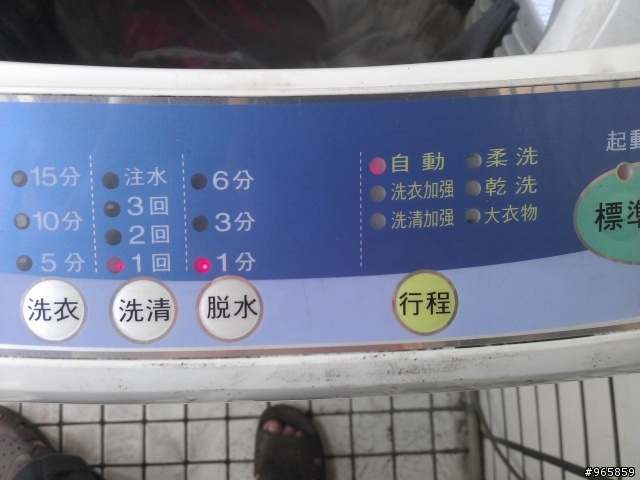 15分
10分
5分
洗衣
注水
3回
2回
1回
洗清
6分
3分
1分
脱水
自動
洗衣加强
洗清加强
柔洗
乾洗
大衣物
行程
起動
標準
#965859